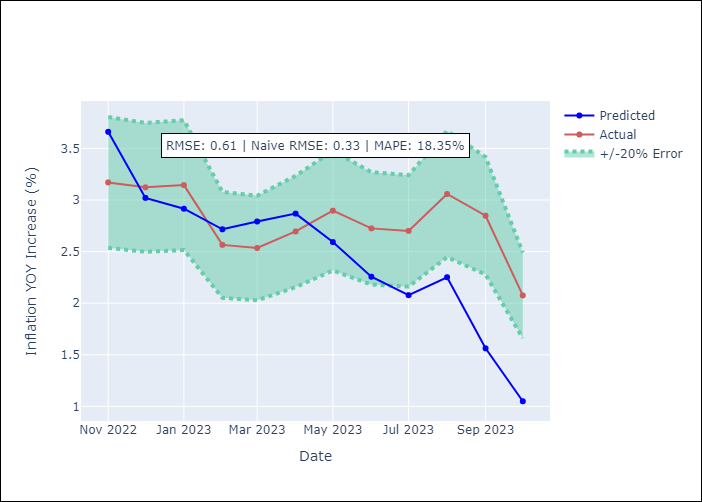 RMSE: 0.61 | Naive RMSE: 0.33 | MAPE: 18.35%
Predicted
Actual
+/-20% Error
3.5
3
2.5
2
1.5
1
Inflation YOY Increase (%)
Nov 2022
Jan 2023
Mar 2023
May 2023
Jul 2023
Sep 2023
Date